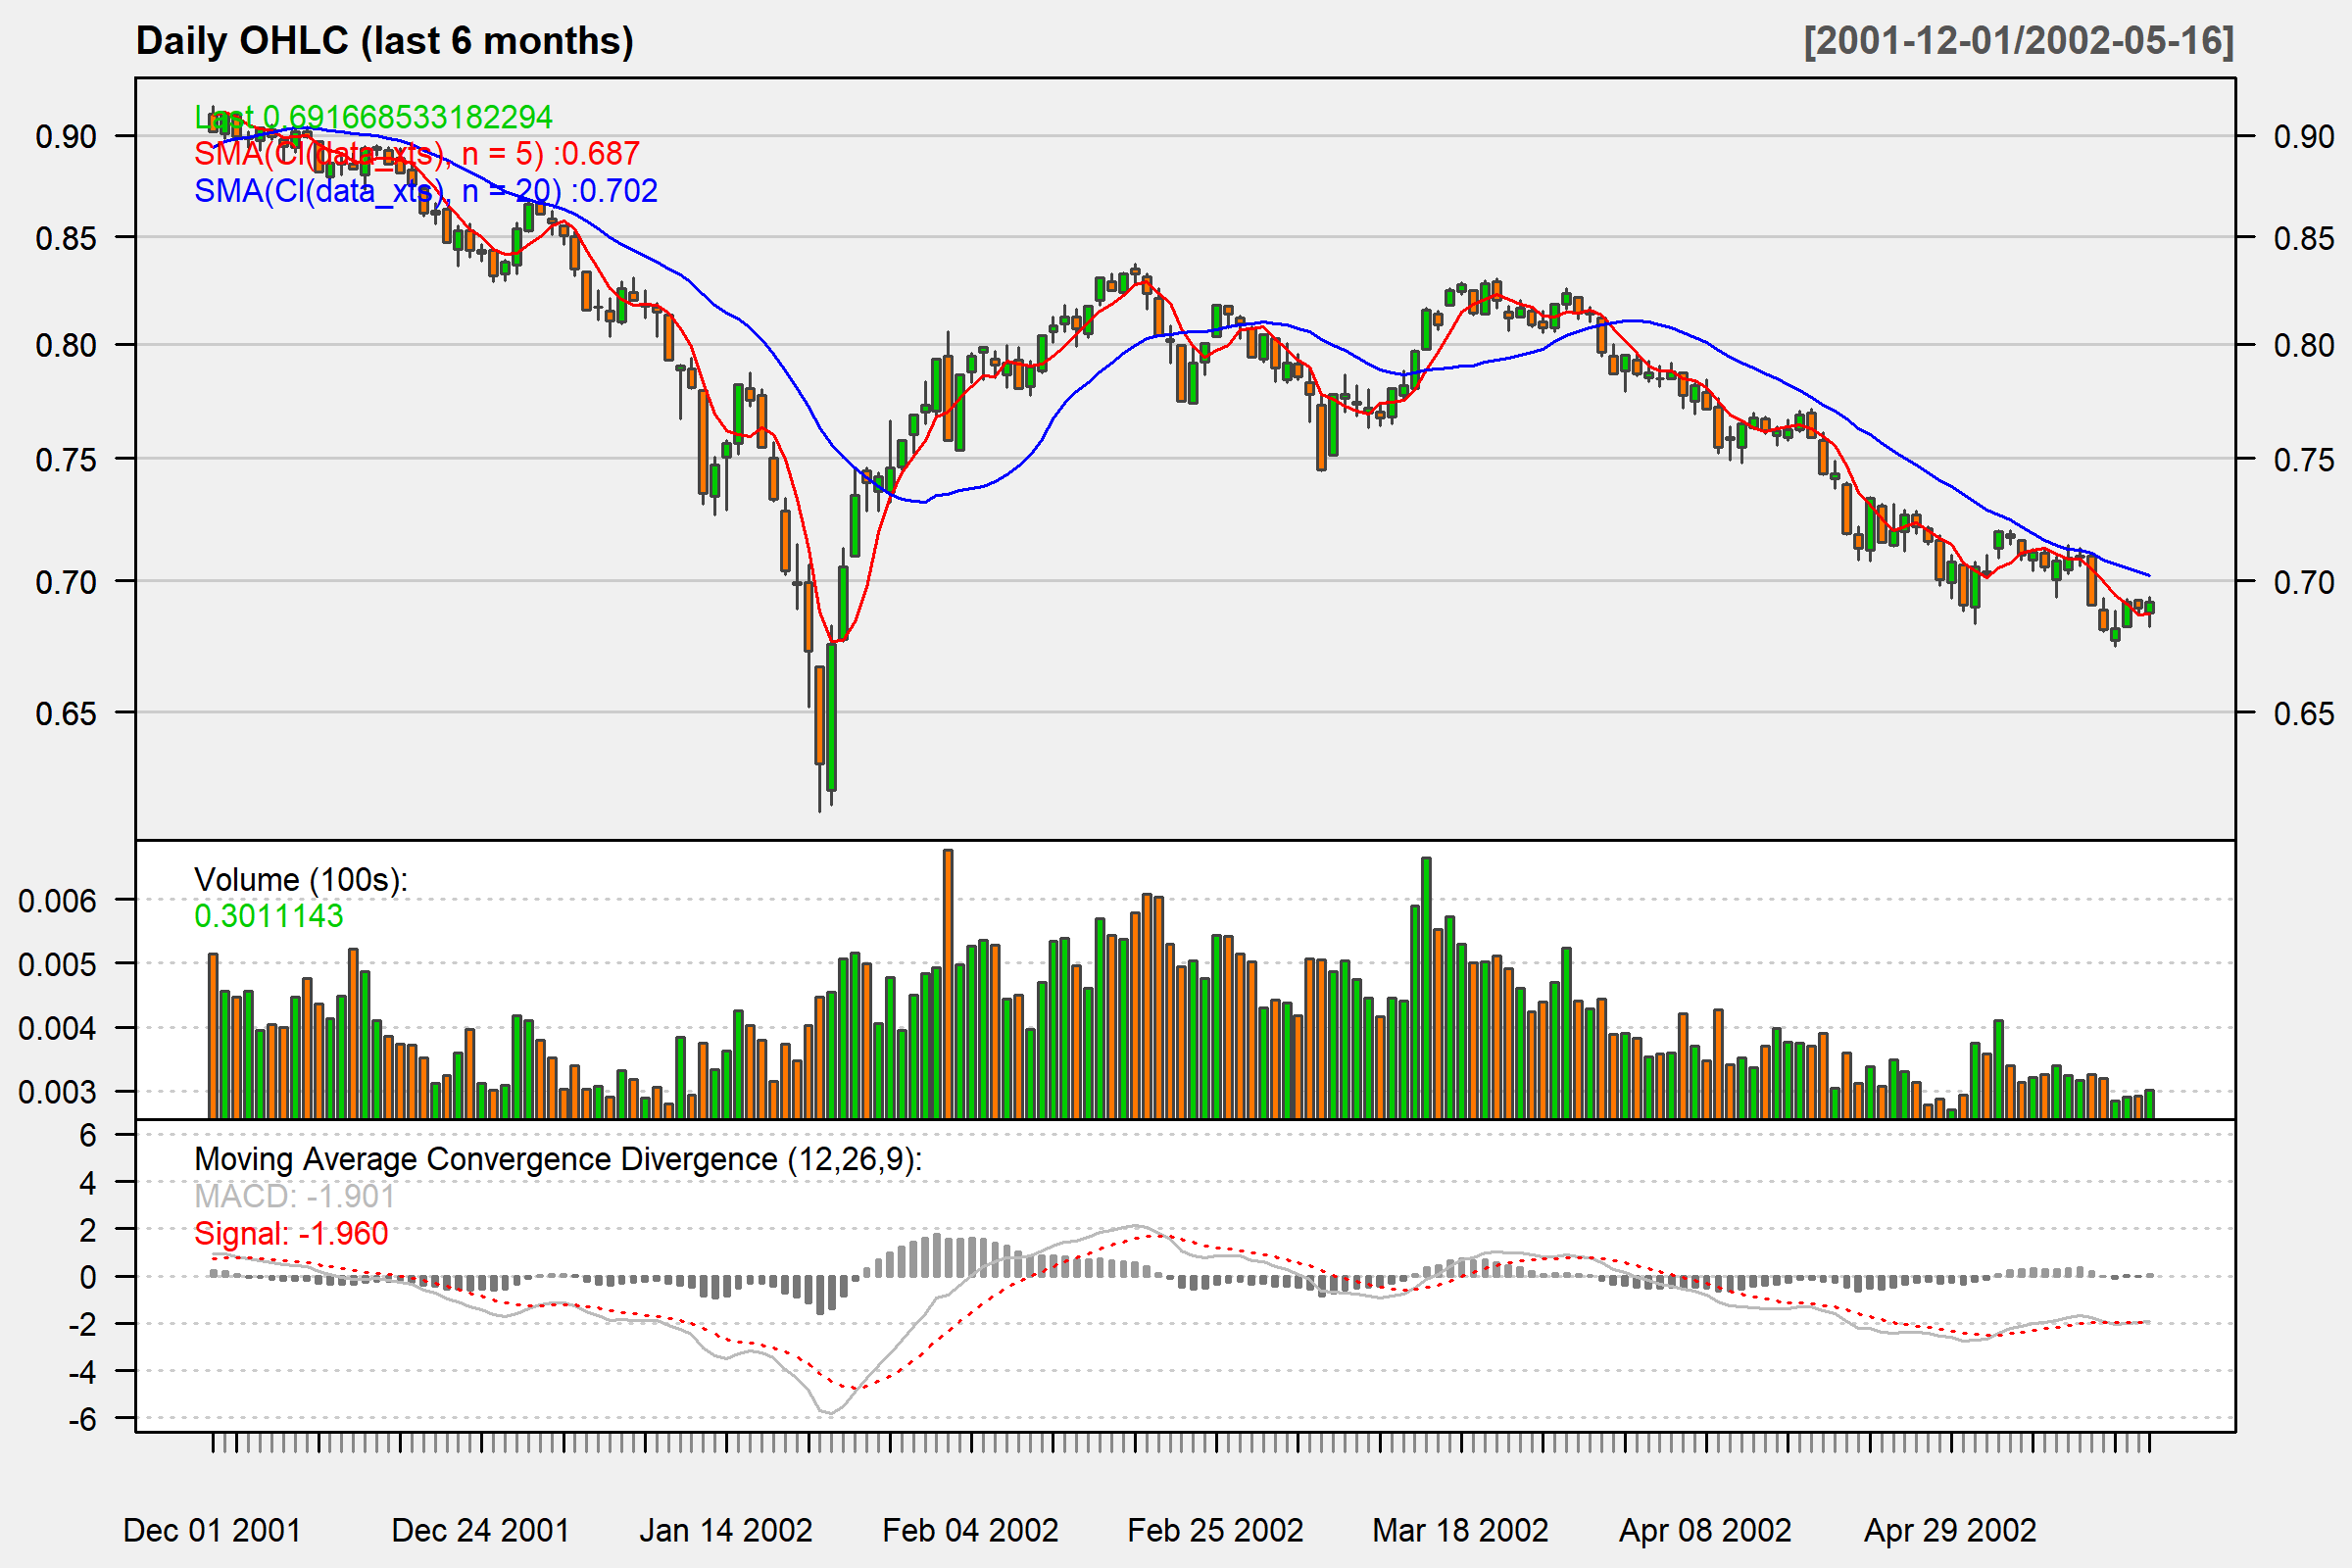 Daily OHLC (last 6 months) [2001-12-01/2002-05-16]
Last 0.691668533182294
SMA(Cl(data_xts), n = 5) :0.687
SMA(Cl(data_xts), n = 20) :0.702
0.90 0.90
0.85 0.85
0.80 0.80
0.75 0.75
0.70 0.70
0.65 0.65
Volume (100s):
0.3011143
0.006
0.005
0.004
0.003
Moving Average Convergence Divergence (12,26,9):
MACD: -1.901
Signal: -1.960
6
4
2
0
-2
-4
-6
Dec 01 2001 Dec 24 2001 Jan 14 2002 Feb 04 2002 Feb 25 2002 Mar 18 2002 Apr 08 2002 Apr 29 2002